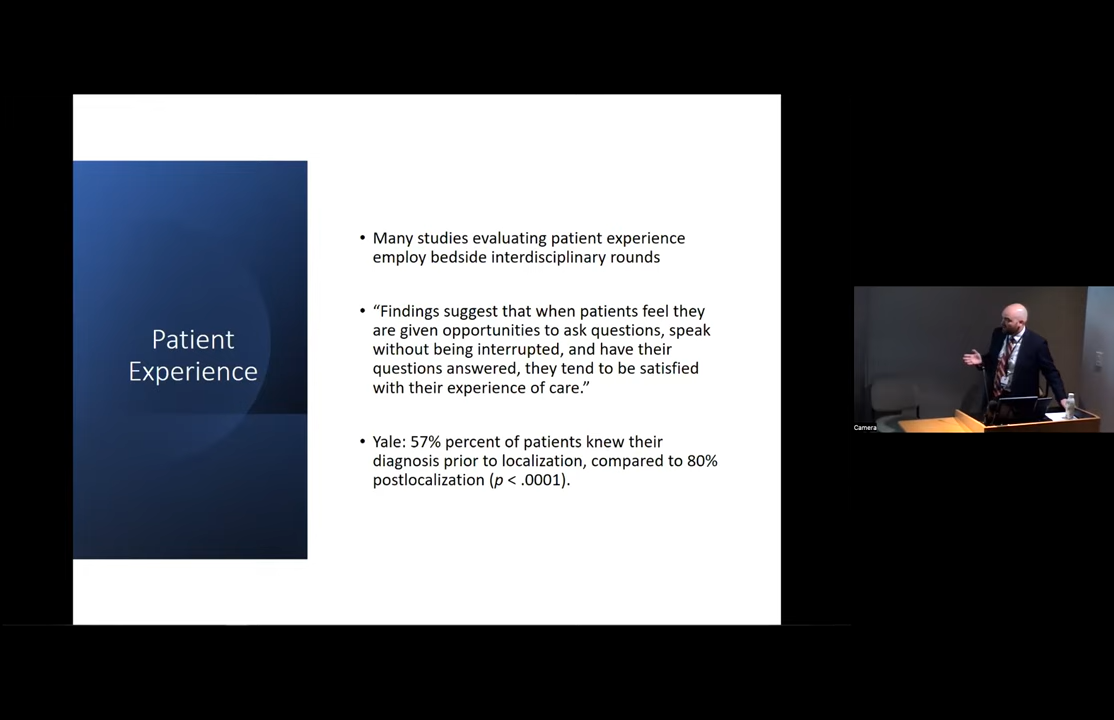 Patient
Experience
• Many studies evaluating patient experience
employ bedside interdisciplinary rounds
• “Findings suggest that when patients feel they
are given opportunities to ask questions, speak
without being interrupted, and have their
questions answered, they tend to be satisfied
with their experience of care.”
• Yale: 57% percent of patients knew their
diagnosis prior to localization, compared to 80%
postlocalization (p < .0001).
Camera